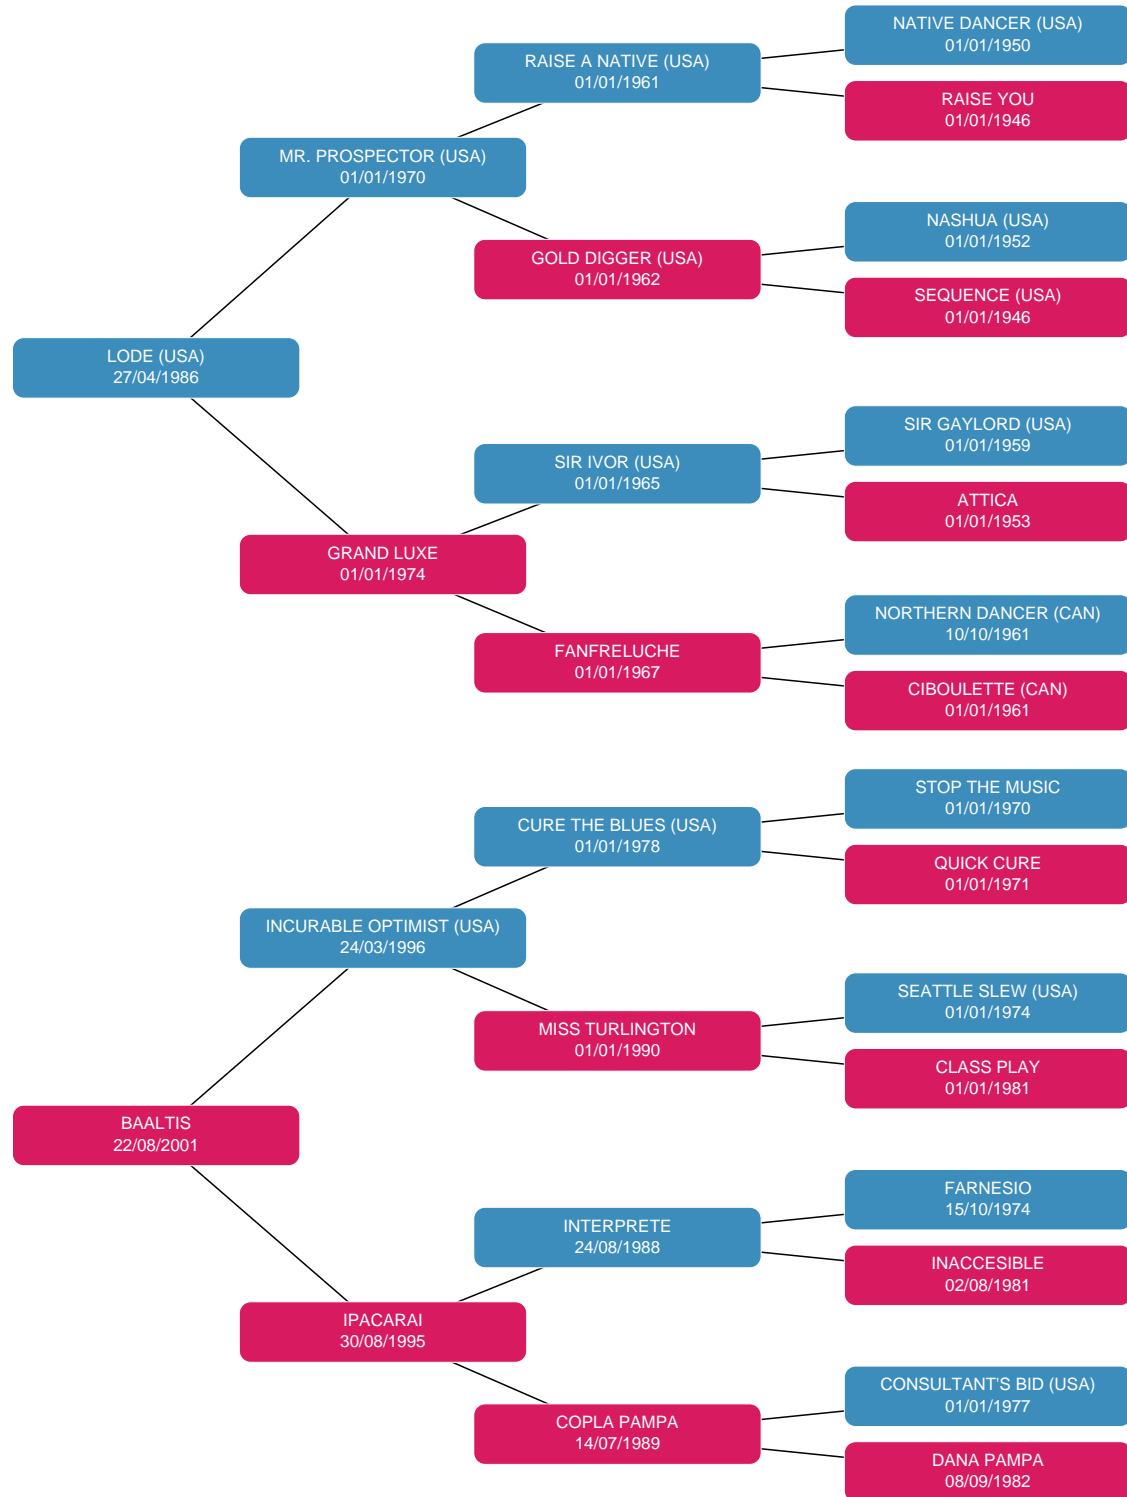 NATIVE DANCER (USA)
01/01/1950
RAISE A NATIVE (USA)
01/01/1961
RAISE YOU
01/01/1946
MR. PROSPECTOR (USA)
01/01/1970
NASHUA (USA)
01/01/1952
GOLD DIGGER (USA)
01/01/1962
SEQUENCE (USA)
01/01/1946
LODE (USA)
27/04/1986
SIR GAYLORD (USA)
01/01/1959
SIR IVOR (USA)
01/01/1965
ATTICA
01/01/1953
GRAND LUXE
01/01/1974
NORTHERN DANCER (CAN)
10/10/1961
FANFRELUCHE
01/01/1967
CIBOULETTE (CAN)
01/01/1961
STOP THE MUSIC
01/01/1970
CURE THE BLUES (USA)
01/01/1978
QUICK CURE
01/01/1971
INCURABLE OPTIMIST (USA)
24/03/1996
SEATTLE SLEW (USA)
01/01/1974
MISS TURLINGTON
01/01/1990
CLASS PLAY
01/01/1981
BAALTIS
22/08/2001
FARNESIO
15/10/1974
INTERPRETE
24/08/1988
INACCESIBLE
02/08/1981
IPACARAI
30/08/1995
CONSULTANT'S BID (USA)
01/01/1977
COPLA PAMPA
14/07/1989
DANA PAMPA
08/09/1982